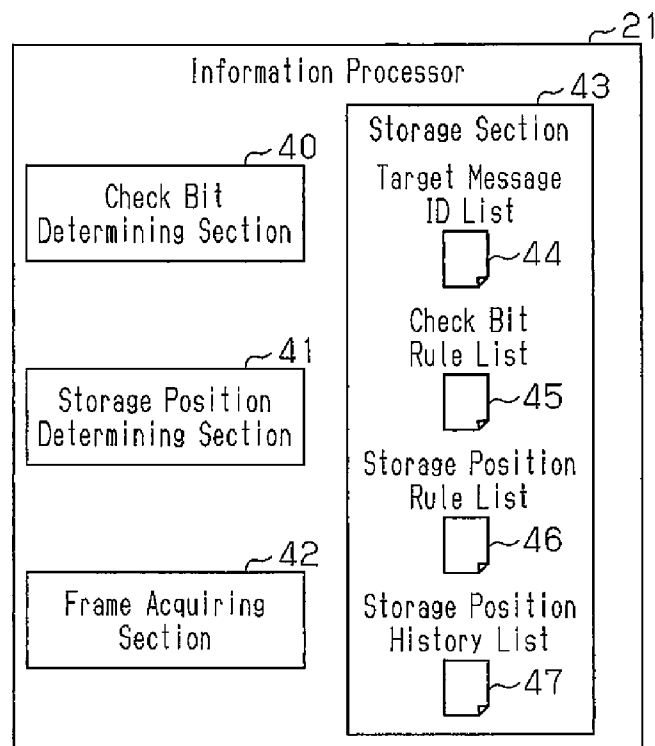 21
Information Processor
43
Storage Section
40
Check Bit
Determining Section
Target Message
ID List
44
Check Bit
Rule List
45
41
Storage Position
Determining Section
Storage Position
Rule List
46
42
Frame Acquiring
Section
Storage Position
History List
47